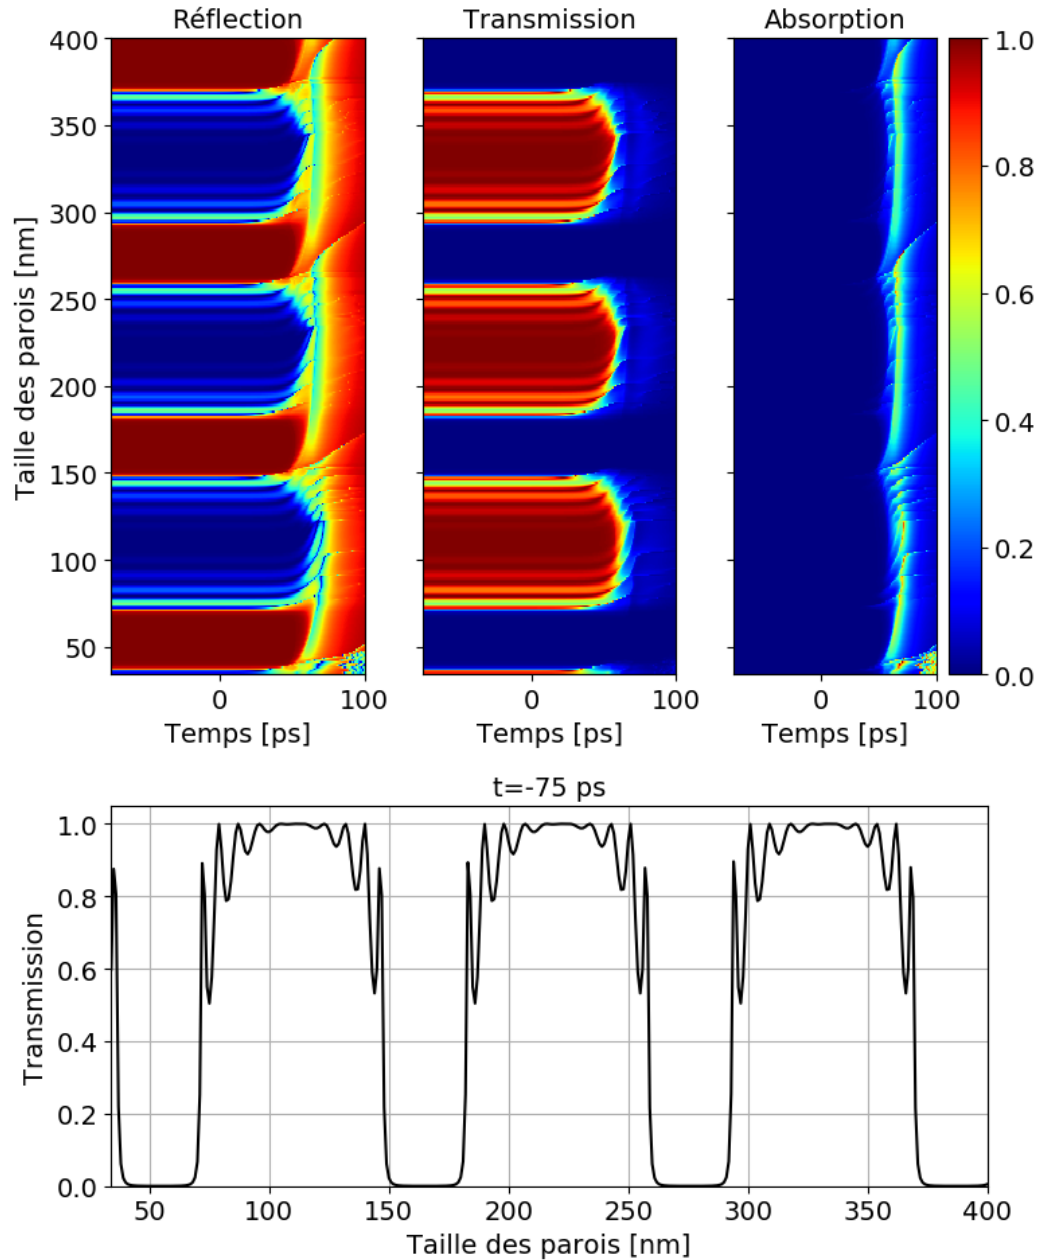 Réflection Transmission Absorption
400
350
300
250
200
150
100
50
Taille des parois [nm]
1.0
0.8
0.6
0.4
0.2
0.0
0 100 0 100 0 100
Temps [ps] Temps [ps] Temps [ps]
t=-75 ps
1.0
0.8
0.6
0.4
0.2
0.0
Transmission
50 100 150 200 250 300 350 400
Taille des parois [nm]